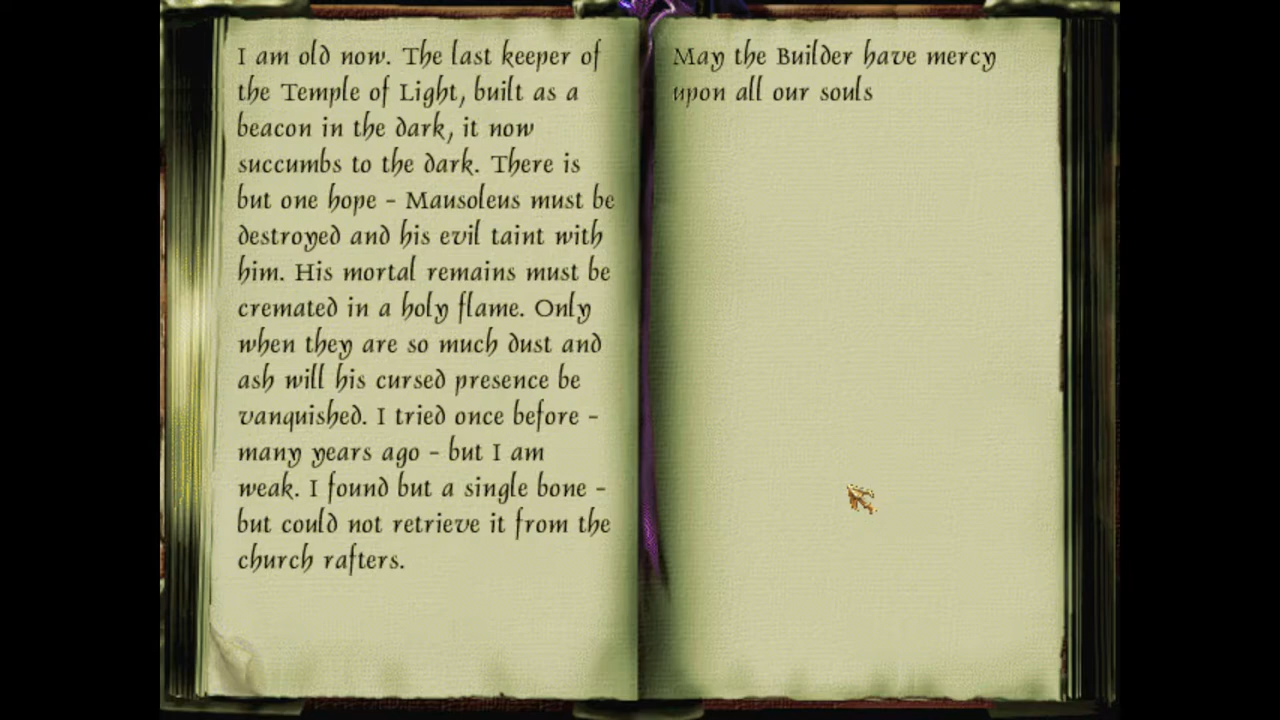 I am old now. The last keeper of
the Temple of Light, built as a
beacon in the dark, it now
succumbs to the dark. There is
but one hope - Mausoleus must be
destroyed and his evil taint with
him. His mortal remains must be
cremated in a holy flame. Only
when they are so much dust and
ash will his cursed presence be
vanquished. I tried once before -
many years ago - but I am
weak. I found but a single bone -
but could not retrieve it from the
church rafters.
May the Builder have mercy
upon all our souls